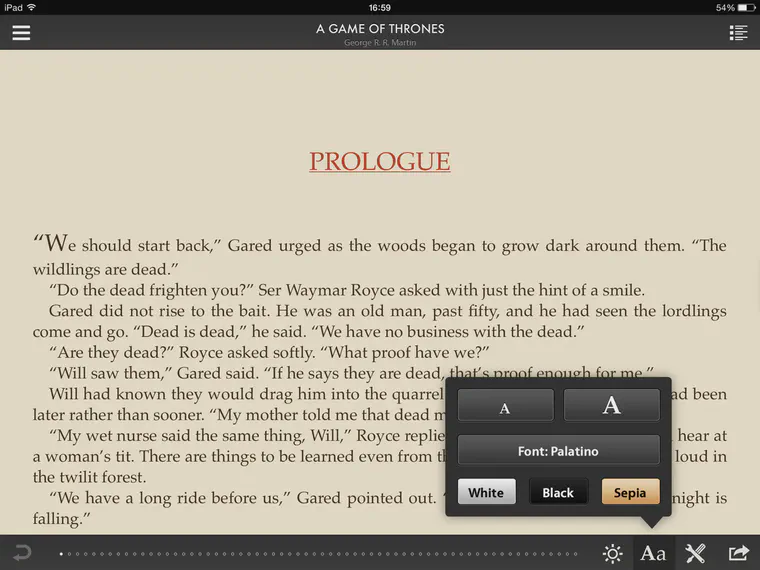 iPad 16:59 54%
A GAME OF THRONES
George R. R. Martin
PROLOGUE
“We should start back,” Gared urged as the woods began to grow dark around them. “The
wildlings are dead.”
“Do the dead frighten you?” Ser Waymar Royce asked with just the hint of a smile.
Gared did not rise to the bait. He was an old man, past fifty, and he had seen the lordlings
come and go. “Dead is dead,” he said. “We have no business with the dead.”
“Are they dead?” Royce asked softly. “What proof have we?”
“Will saw them,” Gared said. “If he says they are dead, that’s proof enough for me.”
Will had known they would drag him into the quarrel had been
later rather than sooner. “My mother told me that dead
“My wet nurse said the same thing, Will,” Royce hear at
a woman’s tit. There are things to be learned even from loud in
the twilit forest.
“We have a long ride before us,” Gared pointed out. night is
falling.”
A A
Font: Palatino
White Black Sepia
Aa